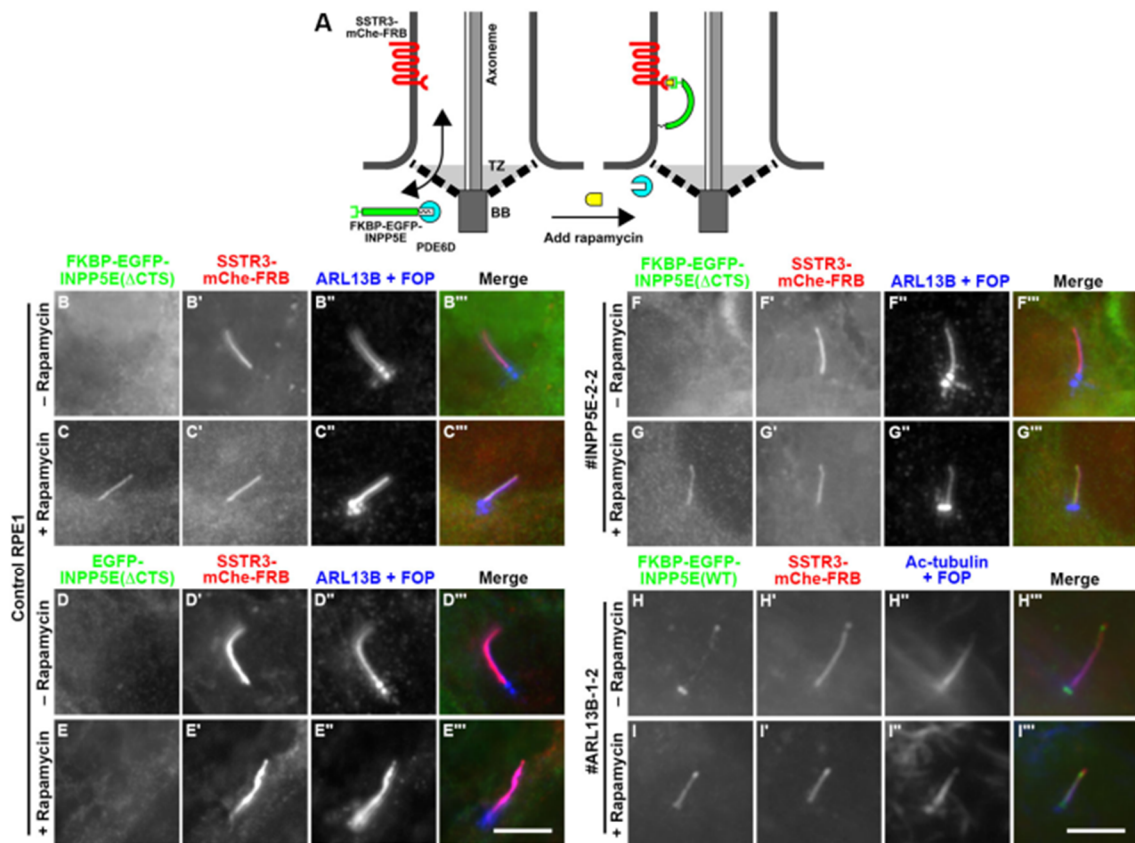 A
SSTR3-
mChe-FRB
Axoneme
TZ
BB
FKBP-EGFP-
INPP5E
PDE6D
Add rapamycin
FKBP-EGFP-
INPP5E(ΔCTS)
SSTR3-
mChe-FRB
ARL13B + FOP
Merge
Control RPE1
– Rapamycin
B
B'
B''
B'''
+ Rapamycin
C
C'
C''
C'''
EGFP-
INPP5E(ΔCTS)
SSTR3-
mChe-FRB
ARL13B + FOP
Merge
– Rapamycin
D
D'
D''
D'''
+ Rapamycin
E
E'
E''
E'''
FKBP-EGFP-
INPP5E(ΔCTS)
SSTR3-
mChe-FRB
ARL13B + FOP
Merge
#INPP5E-2-2
– Rapamycin
F
F'
F''
F'''
+ Rapamycin
G
G'
G''
G'''
FKBP-EGFP-
INPP5E(WT)
SSTR3-
mChe-FRB
Ac-tubulin
+ FOP
Merge
#ARL13B-1-2
– Rapamycin
H
H'
H''
H'''
+ Rapamycin
I
I'
I''
I'''